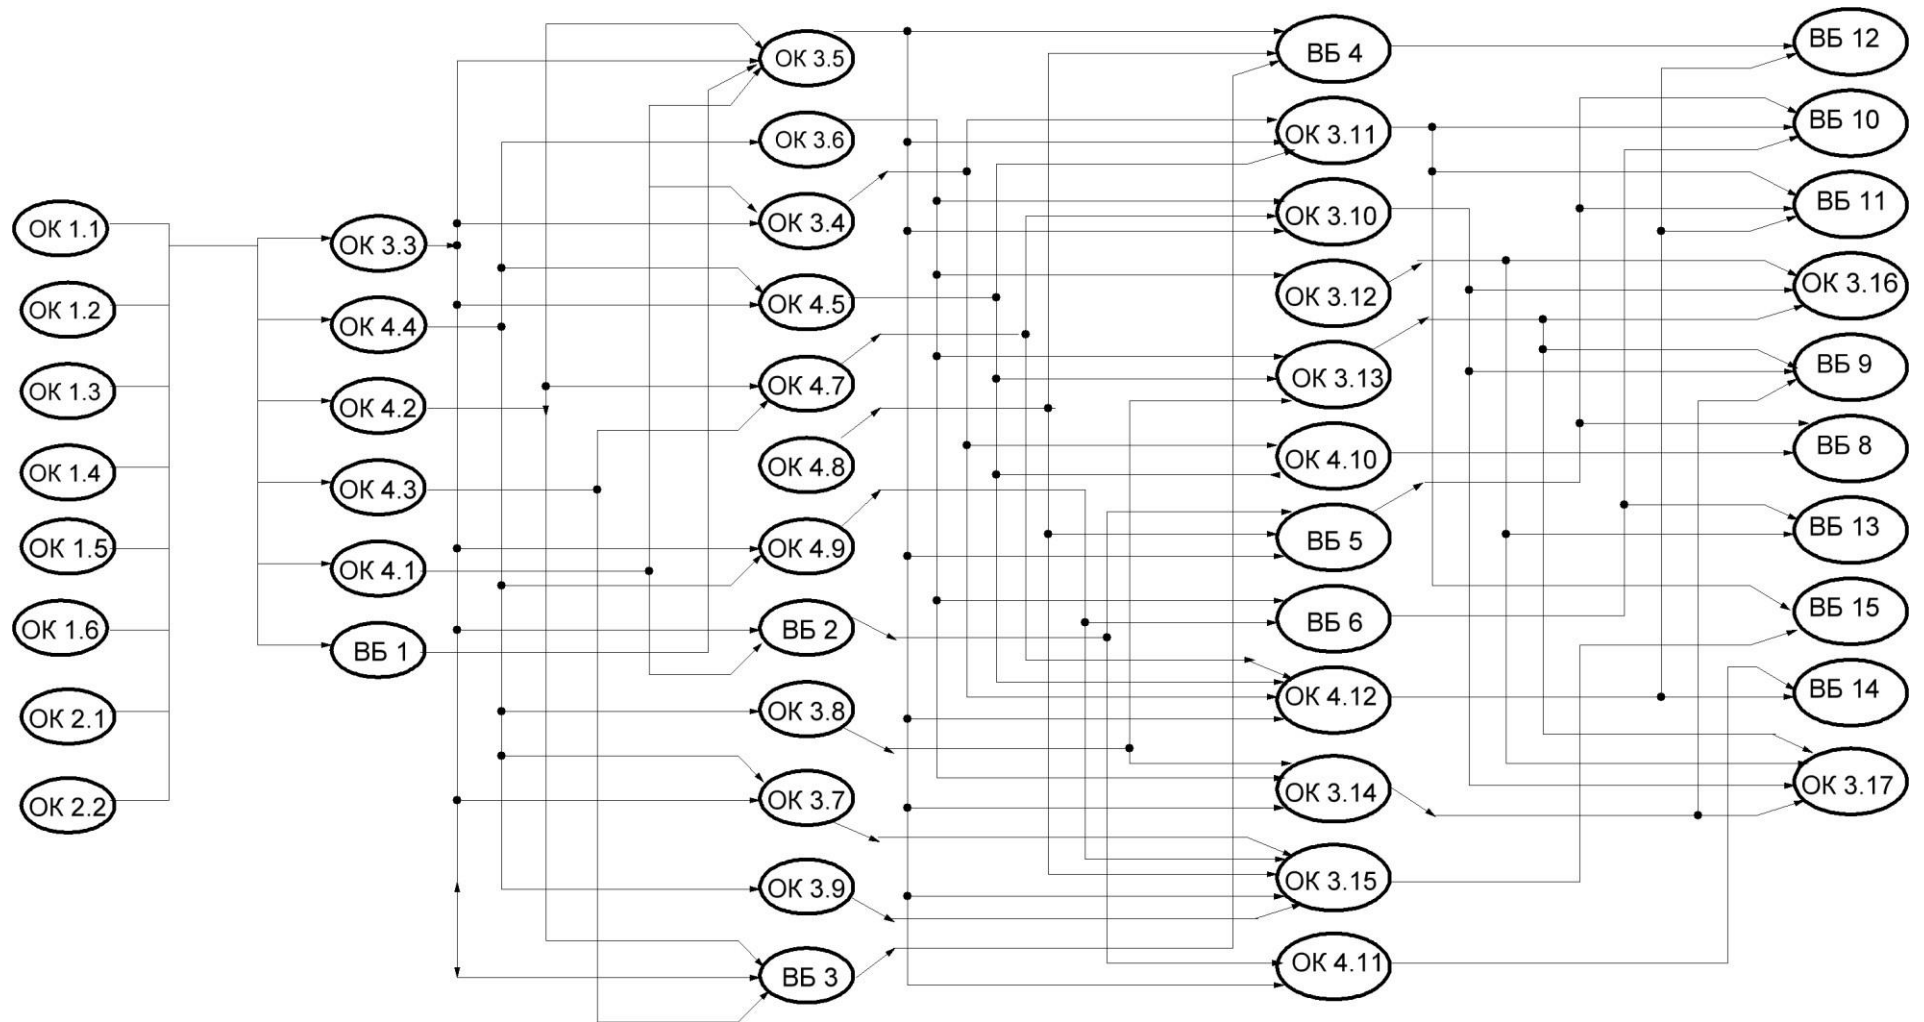 ОК 1.1
ОК 1.2
ОК 1.3
ОК 1.4
ОК 1.5
ОК 1.6
ОК 2.1
ОК 2.2
ОК 3.3
ОК 4.4
ОК 4.2
ОК 4.3
ОК 4.1
ВБ 1
ОК 3.5
ОК 3.6
ОК 3.4
ОК 4.5
ОК 4.7
ОК 4.8
ОК 4.9
ВБ 2
ОК 3.8
ОК 3.7
ОК 3.9
ВБ 3
ВБ 4
ОК 3.11
ОК 3.10
ОК 3.12
ОК 3.13
ОК 4.10
ВБ 5
ВБ 6
ОК 4.12
ОК 3.14
ОК 3.15
ОК 4.11
ВБ 12
ВБ 10
ВБ 11
ОК 3.16
ВБ 9
ВБ 8
ВБ 13
ВБ 15
ВБ 14
ОК 3.17